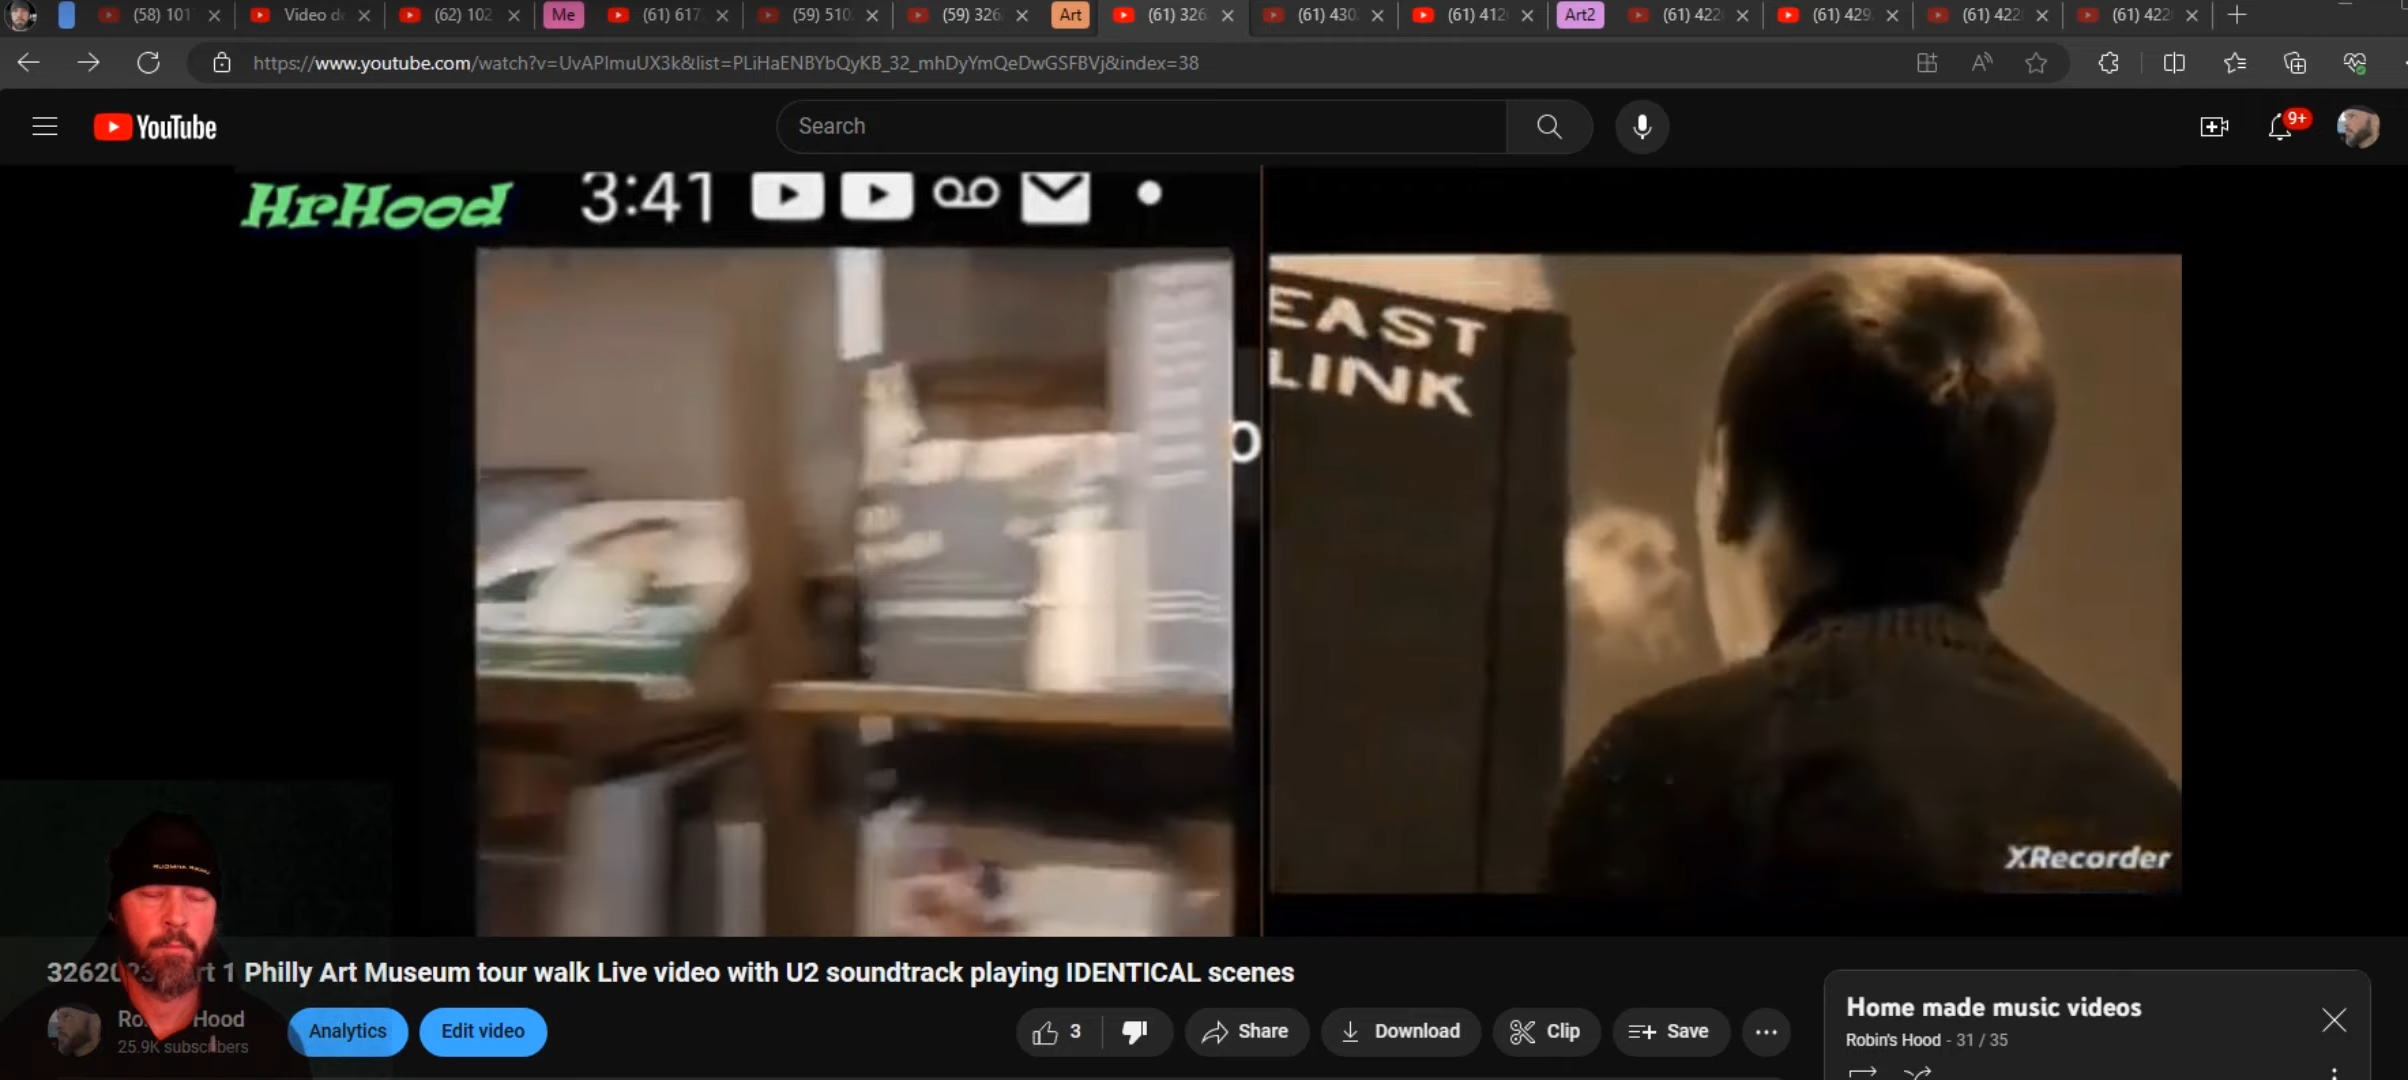 (58) 101
Video de
(62) 102
Me
(61) 617
(59) 510
(59) 326
Art
(61) 326
(61) 430
(61) 412
Art2
(61) 422
(61) 429
(61) 422
(61) 422
https://www.youtube.com/watch?v=UvAPlmuUX3k&list=PLiHaENBYbQyKB_32_mhDyYmQeDwGSFBVj&index=38
YouTube
Search
9+
HrHood
3:41
EAST
LINK
XRecorder
Philly Art Museum tour walk Live video with U2 soundtrack playing IDENTICAL scenes
Hood
25.9K subscribers
Analytics
Edit video
3
Share
Download
Clip
Save
Home made music videos
Robin's Hood - 31 / 35